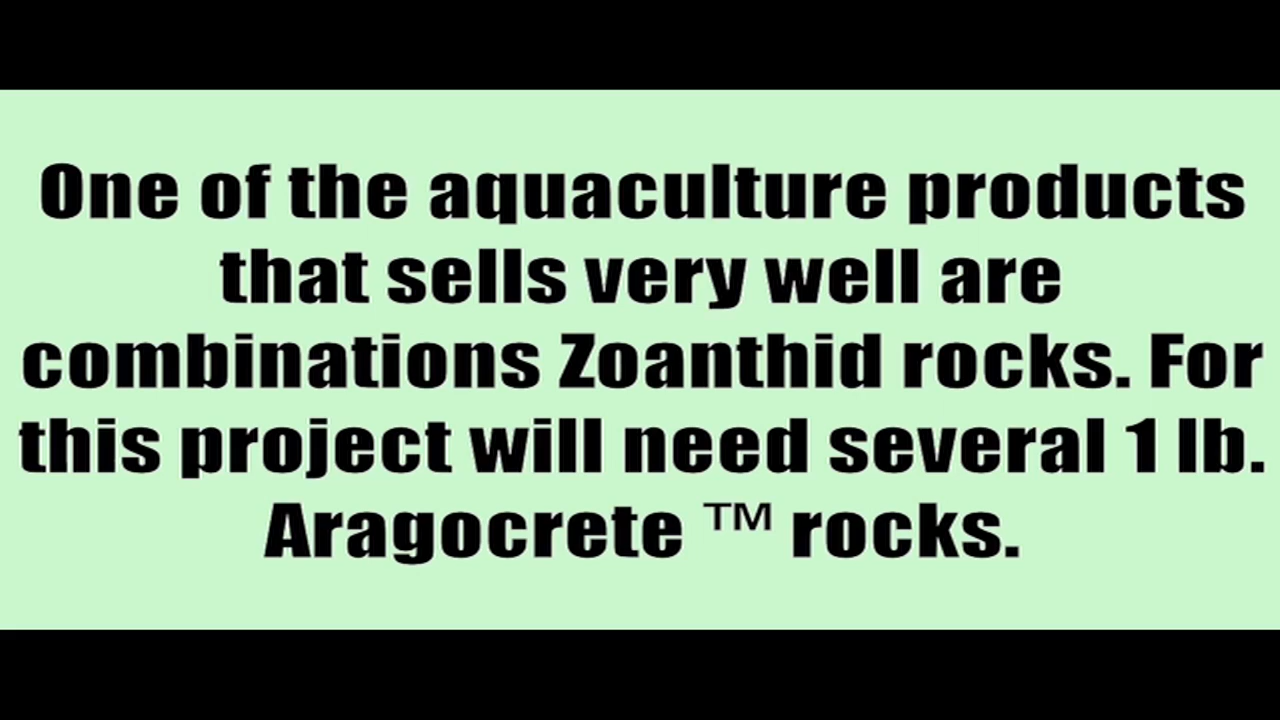 One of the aquaculture products
that sells very well are
combinations Zoanthid rocks. For
this project will need several 1 lb.
Aragocrete ™ rocks.